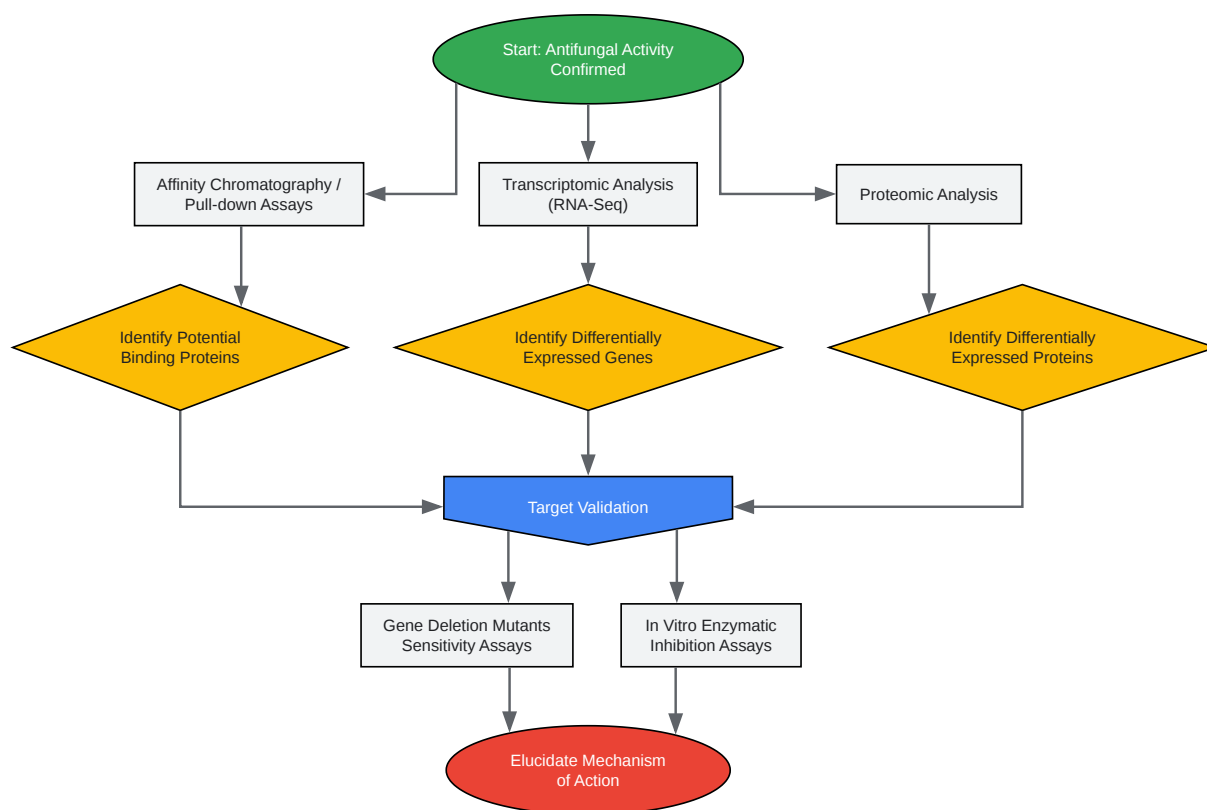 Start: Antifungal Activity
Confirmed
Affinity Chromatography /
Pull-down Assays
Transcriptomic Analysis
(RNA-Seq)
Proteomic Analysis
Identify Potential
Binding Proteins
Identify Differentially
Expressed Genes
Identify Differentially
Expressed Proteins
Target Validation
Gene Deletion Mutants
Sensitivity Assays
In Vitro Enzymatic
Inhibition Assays
Elucidate Mechanism
of Action